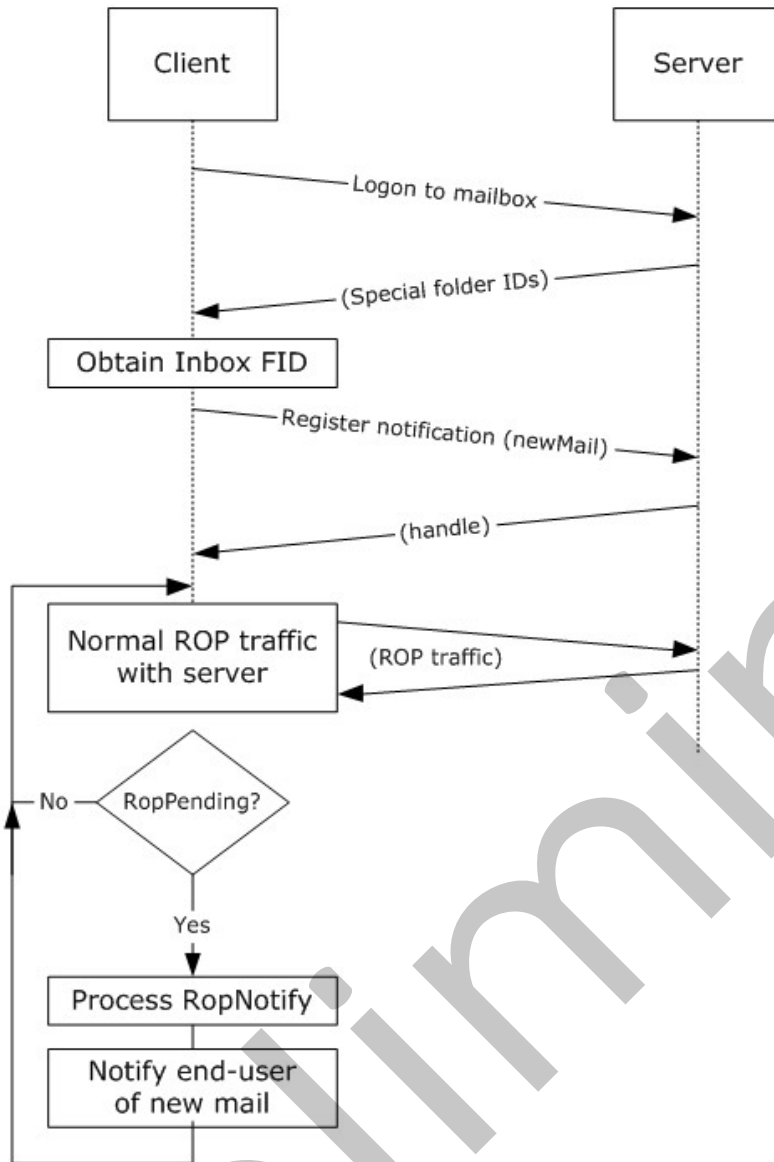 Client
Server
Logon to mailbox
(Special folder IDs)
Obtain Inbox FID
Register notification (newMail)
(handle)
Normal ROP traffic
with server
(ROP traffic)
RopPending?
No
Yes
Process RopNotify
Notify end-user
of new mail